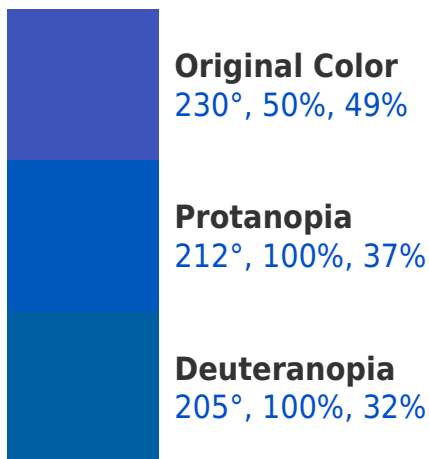 Original Color
230°, 50%, 49%
Protanopia
212°, 100%, 37%
Deuteranopia
205°, 100%, 32%